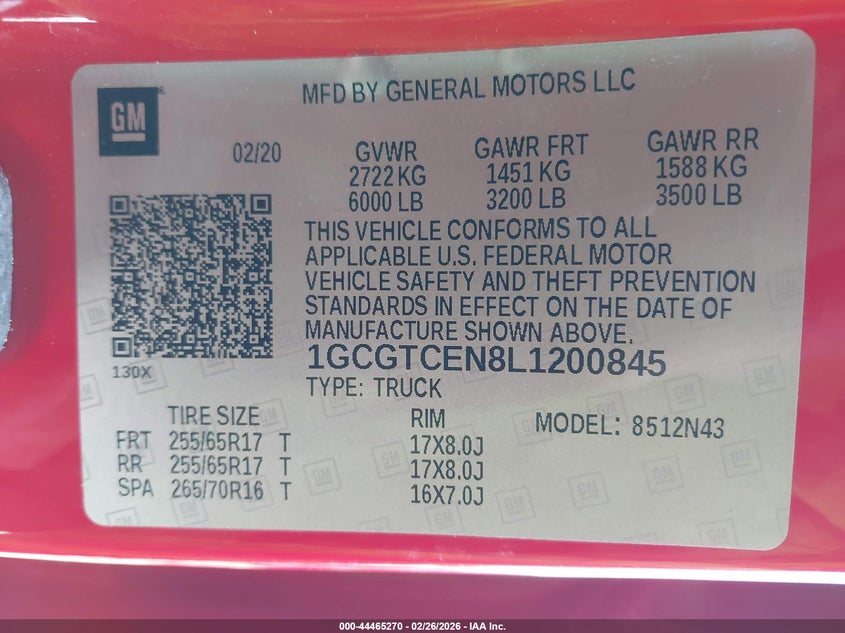 GM ®
MFD BY GENERAL MOTORS LLC
02/20 GVWR GAWR FRT GAWR RR
2722 KG 1451 KG 1588 KG
6000 LB 3200 LB 3500 LB
THIS VEHICLE CONFORMS TO ALL
APPLICABLE U.S. FEDERAL MOTOR
VEHICLE SAFETY AND THEFT PREVENTION
STANDARDS IN EFFECT ON THE DATE OF
MANUFACTURE SHOWN ABOVE.
1GCGTCEN8L1200845
130X
TYPE: TRUCK
TIRE SIZE RIM MODEL: 8512N43
FRT 255/65R17 T 17X8.0J
RR 255/65R17 T 17X8.0J
SPA 265/70R16 T 16X7.0J
000-44465270 | 02/26/2026 - IAA Inc.